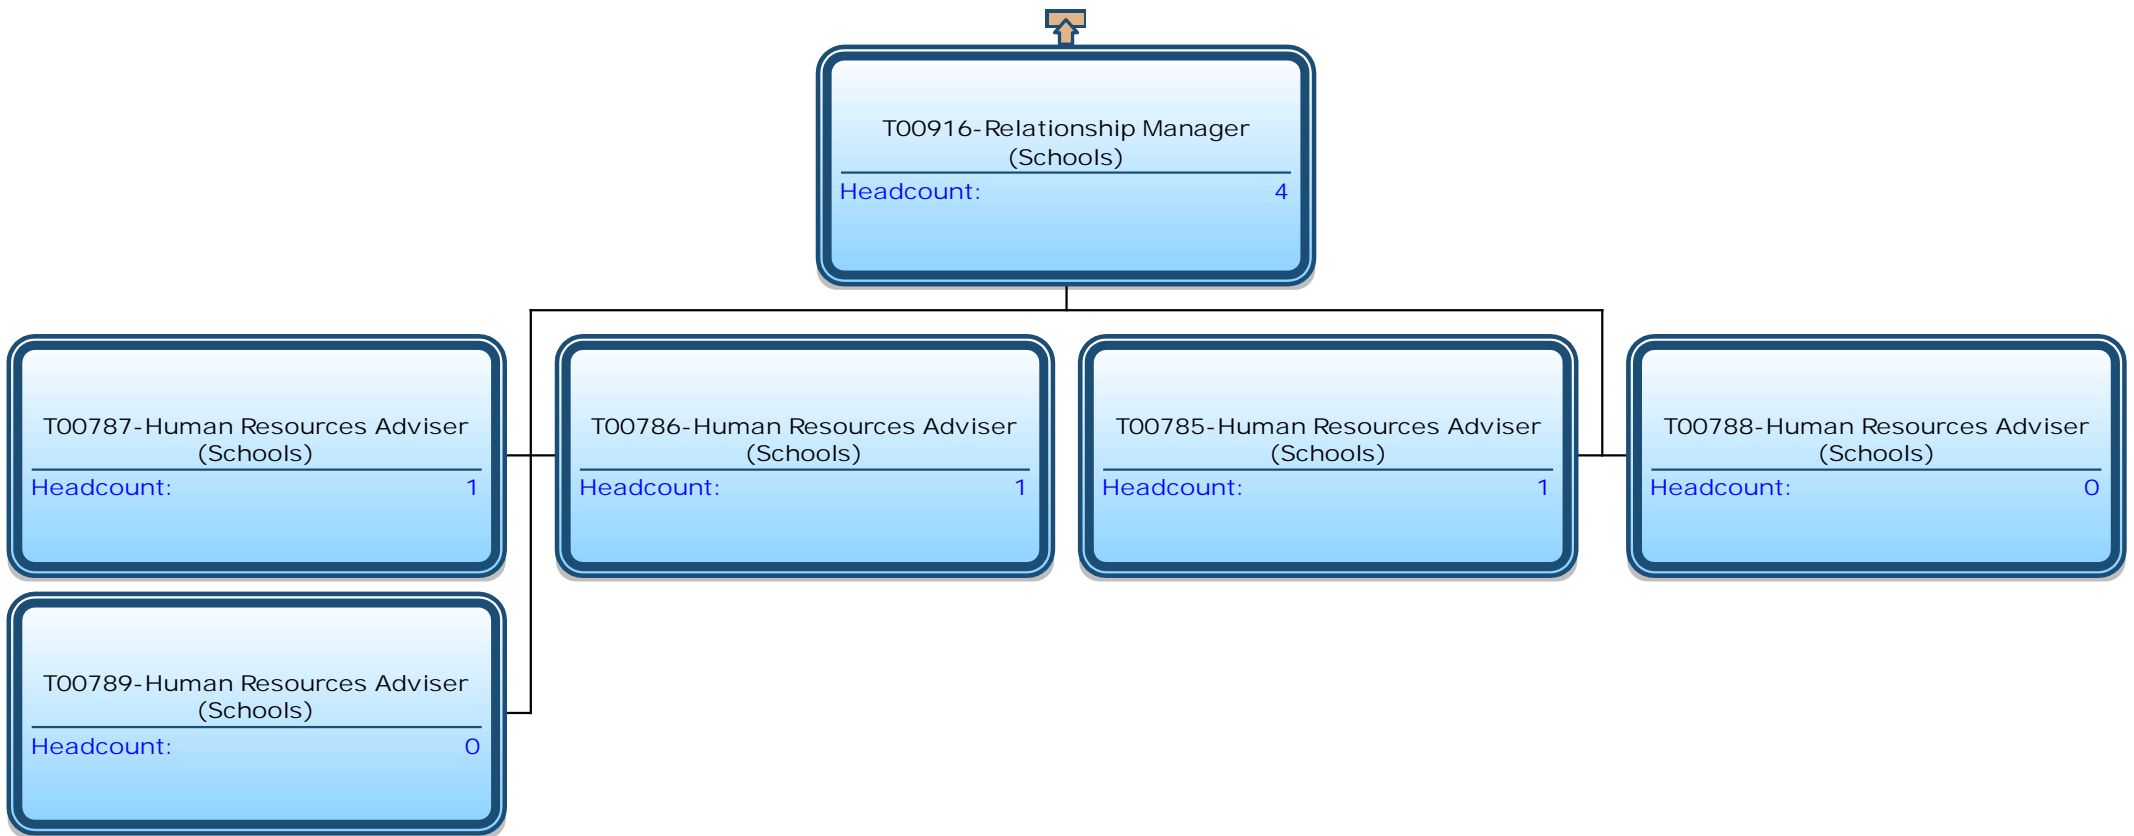 T00916-Relationship Manager
(Schools)
Headcount: 4
T00787-Human Resources Adviser
(Schools)
Headcount: 1
T00786-Human Resources Adviser
(Schools)
Headcount: 1
T00785-Human Resources Adviser
(Schools)
Headcount: 1
T00788-Human Resources Adviser
(Schools)
Headcount: 0
T00789-Human Resources Adviser
(Schools)
Headcount: 0